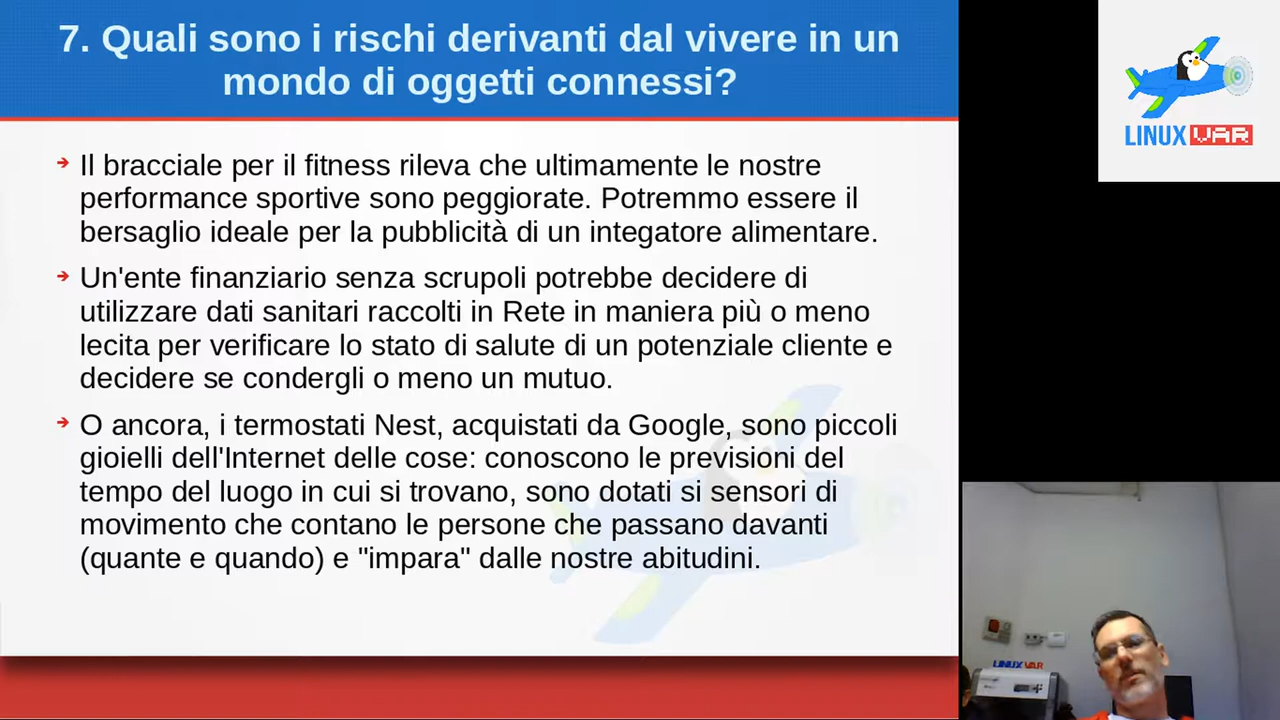 7. Quali sono i rischi derivanti dal vivere in un
mondo di oggetti connessi?
Il bracciale per il fitness rileva che ultimamente le nostre
performance sportive sono peggiorate. Potremmo essere il
bersaglio ideale per la pubblicità di un integatore alimentare.
Un'ente finanziario senza scrupoli potrebbe decidere di
utilizzare dati sanitari raccolti in Rete in maniera più o meno
lecita per verificare lo stato di salute di un potenziale cliente e
decidere se condergli o meno un mutuo.
O ancora, i termostati Nest, acquistati da Google, sono piccoli
gioielli dell'Internet delle cose: conoscono le previsioni del
tempo del luogo in cui si trovano, sono dotati si sensori di
movimento che contano le persone che passano davanti
(quante e quando) e "impara" dalle nostre abitudini.
LINUX VAR
LINUX VAR